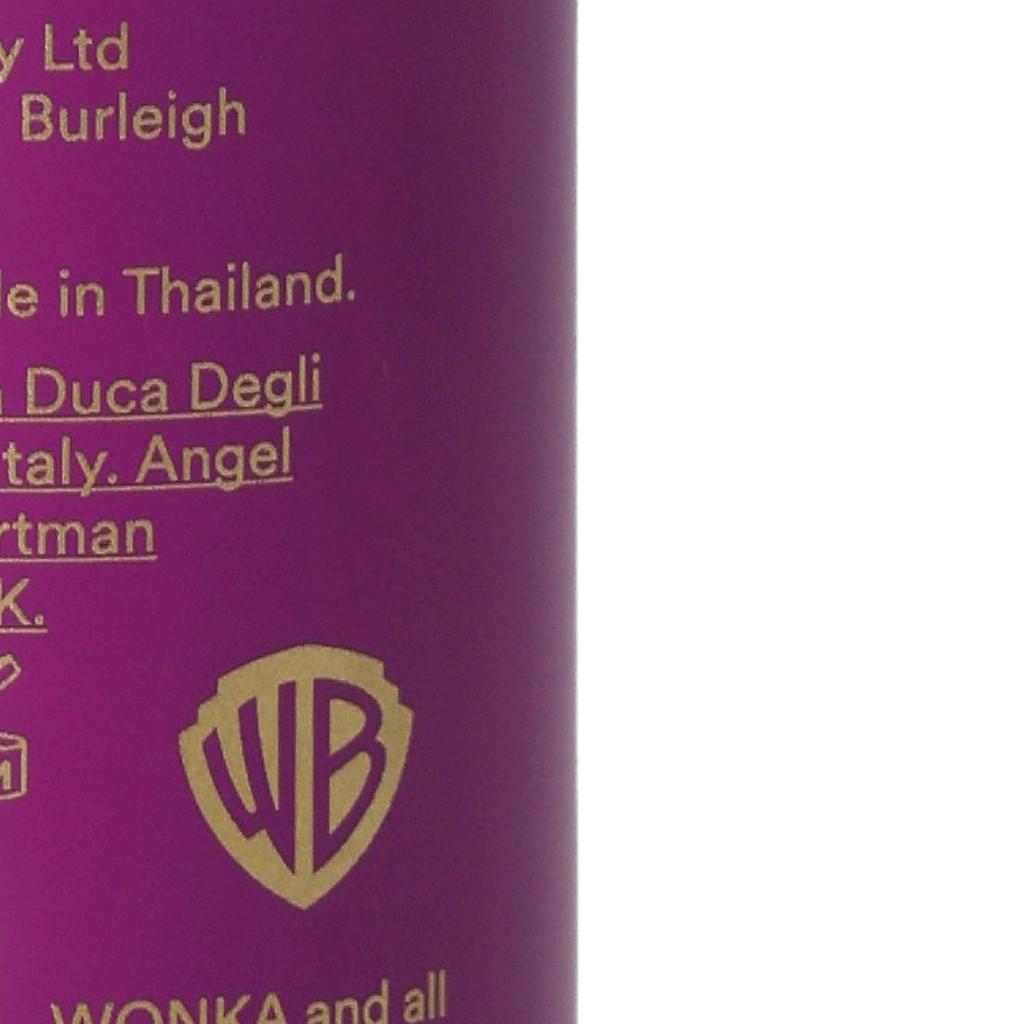 y Ltd
Burleigh
le in Thailand.
Duca Degli
taly. Angel
rtman
K.
M
WB
WONKA and all